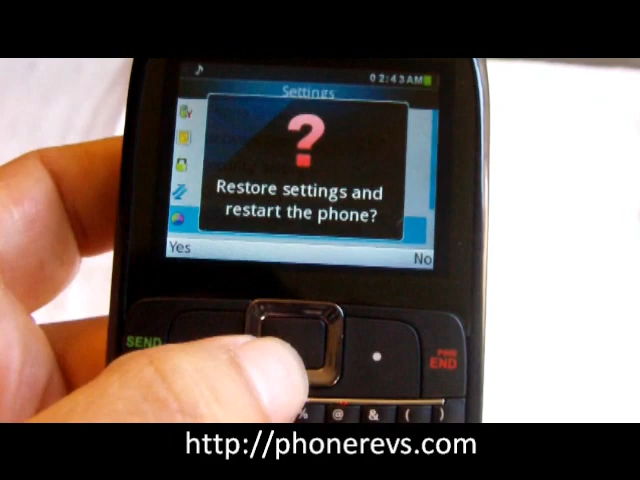 02:43AM
Settings
Restore settings and
restart the phone?
Yes
No
SEND
END
% @ & ( )
http://phonerevs.com